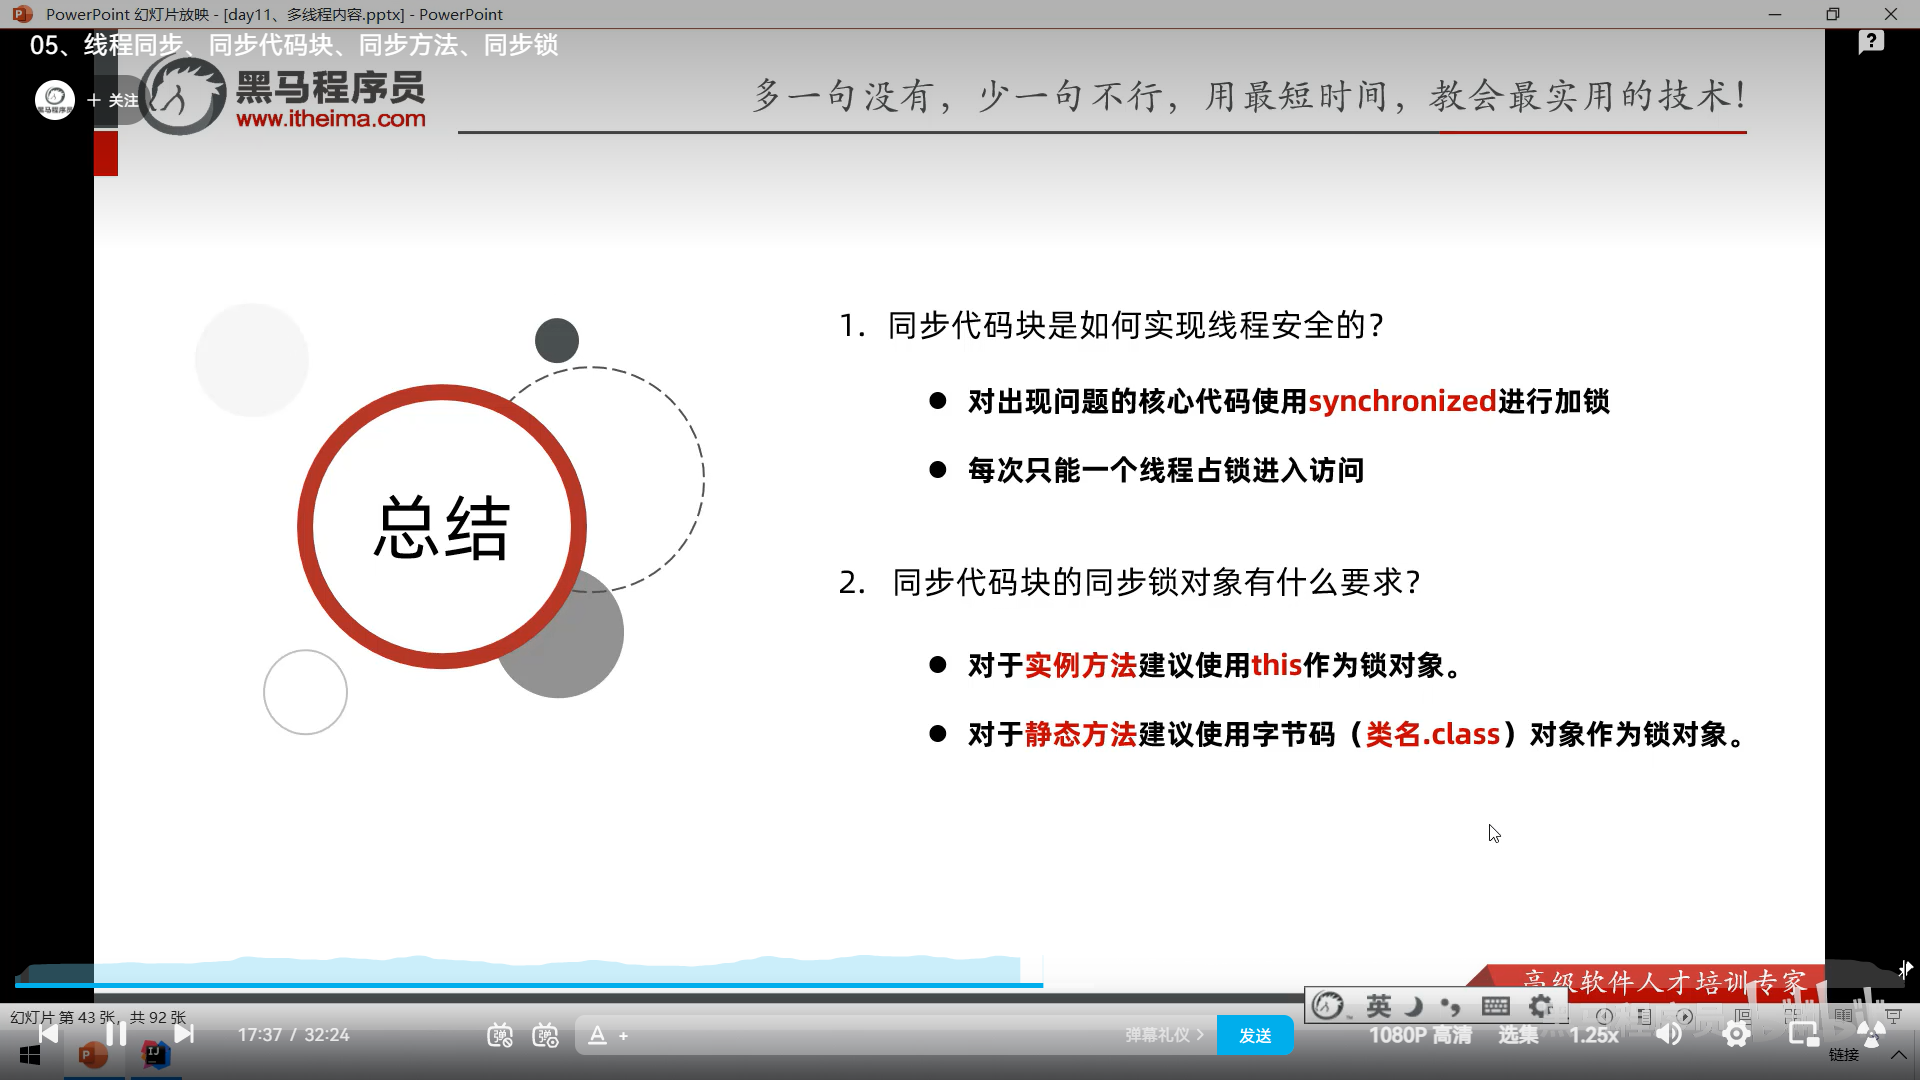 PowerPoint 幻灯片放映 - [day11、多线程内容.pptx] - PowerPoint
05、线程同步、同步代码块、同步方法、同步锁
+ 关注
黑马程序员
www.itheima.com
多一句没有，少一句不行，用最短时间，教会最实用的技术！
总结
1. 同步代码块是如何实现线程安全的？
● 对出现问题的核心代码使用synchronized进行加锁
● 每次只能一个线程占锁进入访问
2. 同步代码块的同步锁对象有什么要求？
● 对于实例方法建议使用this作为锁对象。
● 对于静态方法建议使用字节码（类名.class）对象作为锁对象。
高级软件人才培训专家
英
幻灯片 第 43 张，共 92 张
17:37 / 32:24
弹幕礼仪 >
发送
1080P 高清
选集
1.25x
链接